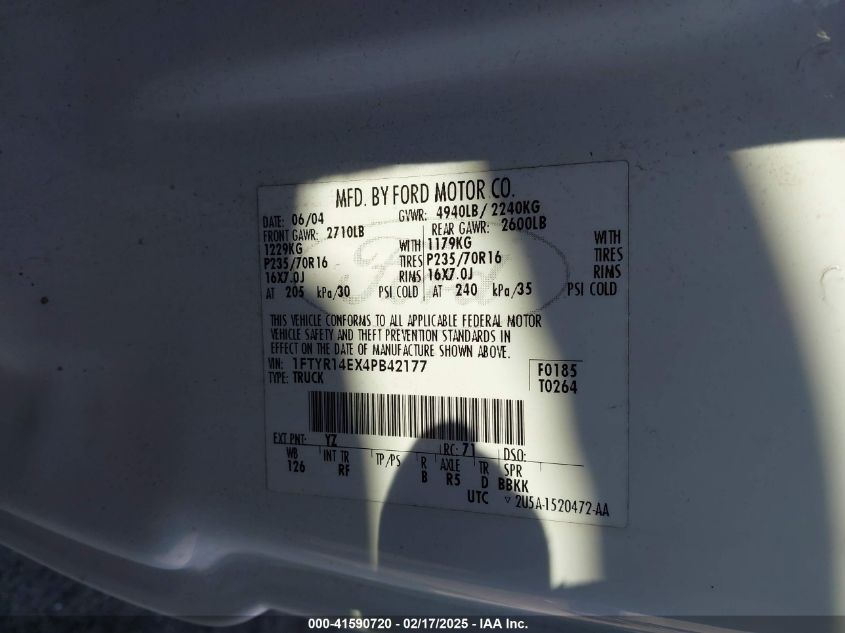 MFD. BY FORD MOTOR CO.
DATE: 06/04 GVWR: 4940LB/ 2240KG
FRONT GAWR: 2710LB REAR GAWR: 2600LB
1229KG WITH 1179KG WITH
P235/70R16 TIRES P235/70R16 TIRES
16X7.0J RIMS 16X7.0J RIMS
AT 205 kPa/30 PSI COLD AT 240 kPa/35 PSI COLD
THIS VEHICLE CONFORMS TO ALL APPLICABLE FEDERAL MOTOR
VEHICLE SAFETY AND THEFT PREVENTION STANDARDS IN
EFFECT ON THE DATE OF MANUFACTURE SHOWN ABOVE.
VIN: 1FTYR14EX4PB42177 F0185
TYPE: TRUCK T0264
EXT PNT: YZ RC: 71 DSO:
WB INT TR TP/PS R AXLE TR SPR
126 RF B R5 D BBKK
UTC ▽ 2U5A-1520472-AA
Ford
000-41590720 - 02/17/2025 - IAA Inc.